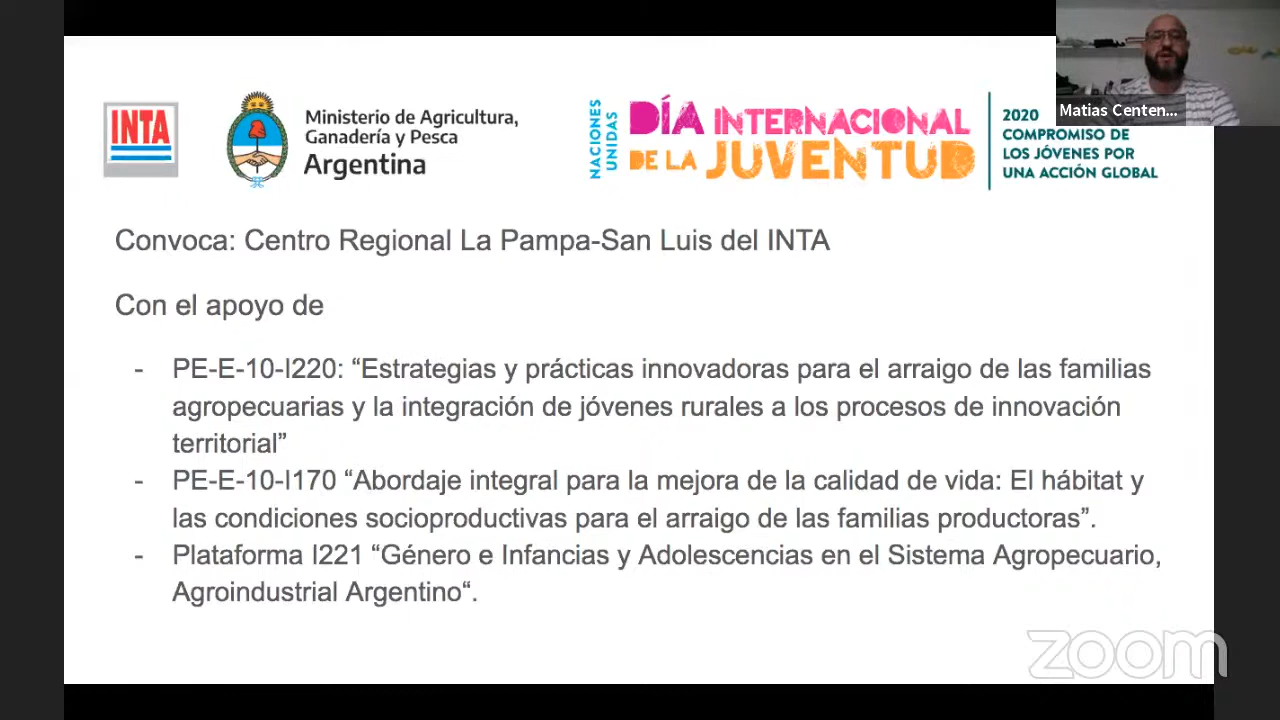 INTA
Ministerio de Agricultura,
Ganadería y Pesca
Argentina
NACIONES
UNIDAS
DÍA INTERNACIONAL
DE LA JUVENTUD
2020
COMPROMISO DE
LOS JÓVENES POR
UNA ACCIÓN GLOBAL
Matias Centen...
Convoca: Centro Regional La Pampa-San Luis del INTA
Con el apoyo de
- PE-E-10-I220: “Estrategias y prácticas innovadoras para el arraigo de las familias
agropecuarias y la integración de jóvenes rurales a los procesos de innovación
territorial”
- PE-E-10-I170 “Abordaje integral para la mejora de la calidad de vida: El hábitat y
las condiciones socioproductivas para el arraigo de las familias productoras”.
- Plataforma I221 “Género e Infancias y Adolescencias en el Sistema Agropecuario,
Agroindustrial Argentino“.
zoom